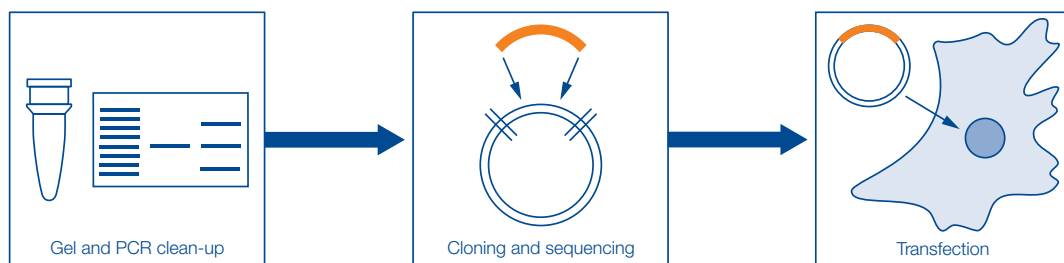 Gel and PCR clean-up
Cloning and sequencing
Transfection